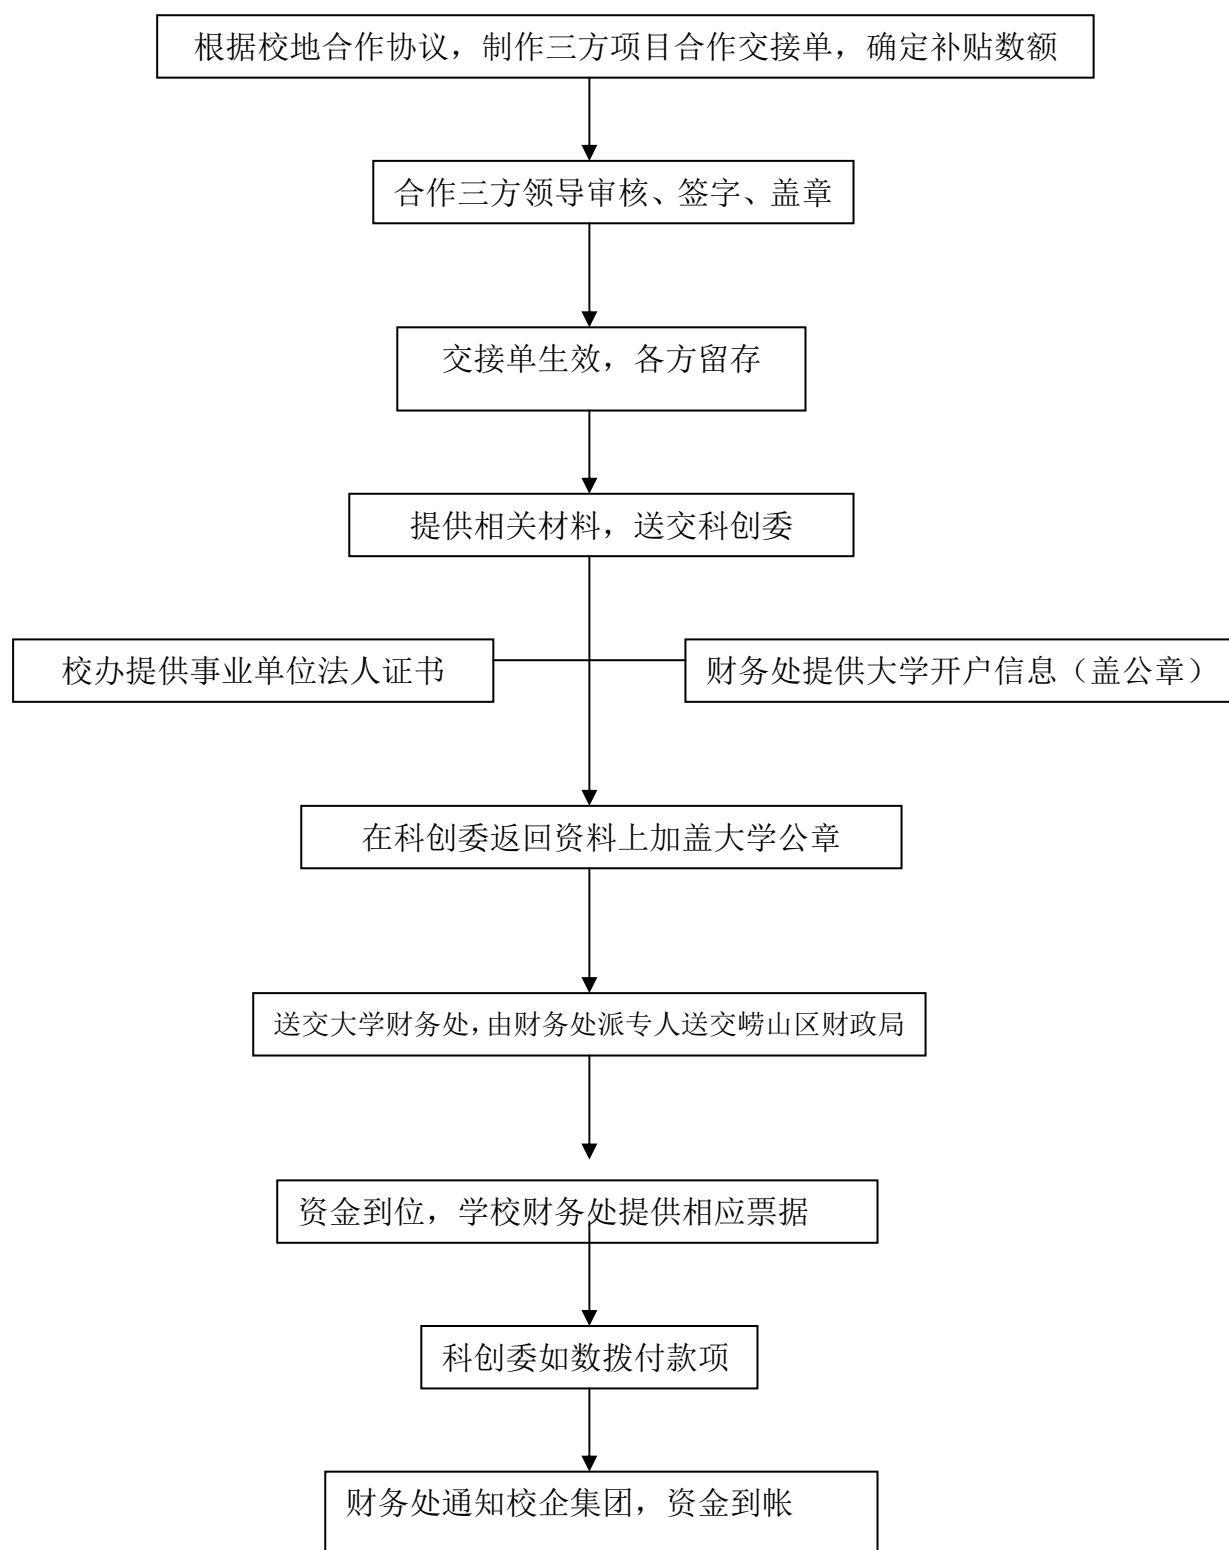 根据校地合作协议，制作三方项目合作交接单，确定补贴数额
合作三方领导审核、签字、盖章
交接单生效，各方留存
提供相关材料，送交科创委
校办提供事业单位法人证书
财务处提供大学开户信息（盖公章）
在科创委返回资料上加盖大学公章
送交大学财务处，由财务处派专人送交崂山区财政局
资金到位，学校财务处提供相应票据
科创委如数拨付款项
财务处通知校企集团，资金到帐